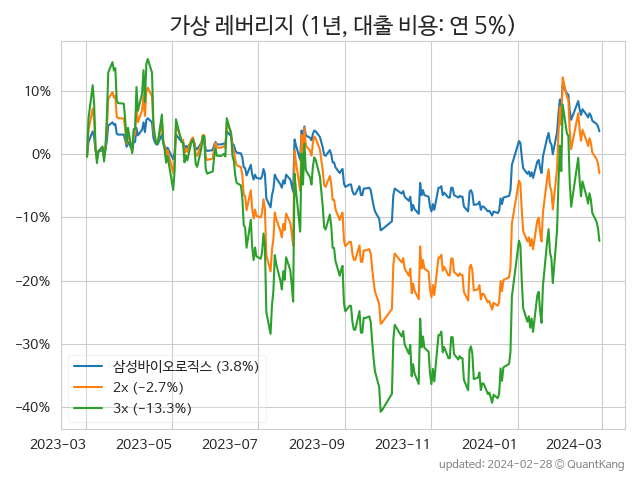 가상 레버리지 (1년, 대출 비용: 연 5%)
10%
0%
−10%
−20%
−30%
−40%
삼성바이오로직스 (3.8%)
2x (−2.7%)
3x (−13.3%)
2023-03 2023-05 2023-07 2023-09 2023-11 2024-01 2024-03
updated: 2024-02-28 © QuantKang